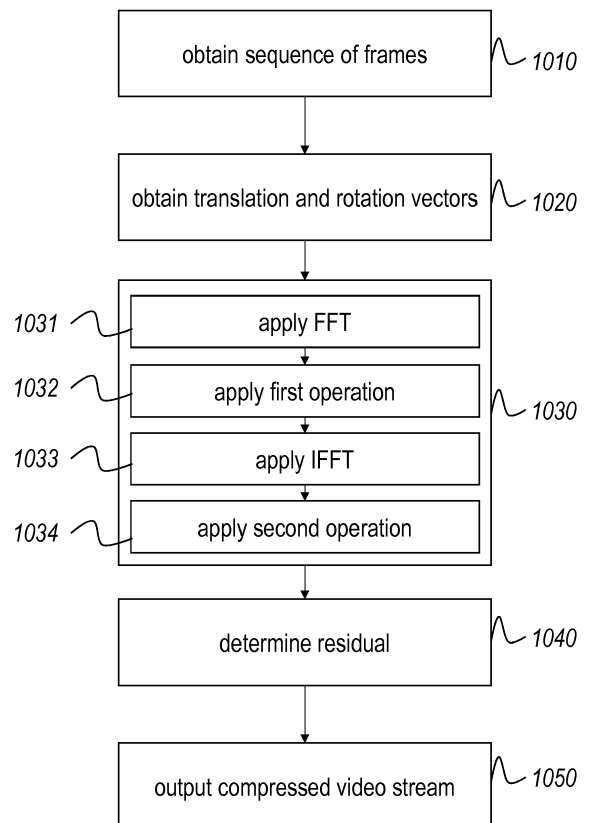 obtain sequence of frames
1010
obtain translation and rotation vectors
1020
1031
apply FFT
1032
apply first operation
1030
1033
apply IFFT
1034
apply second operation
determine residual
1040
output compressed video stream
1050